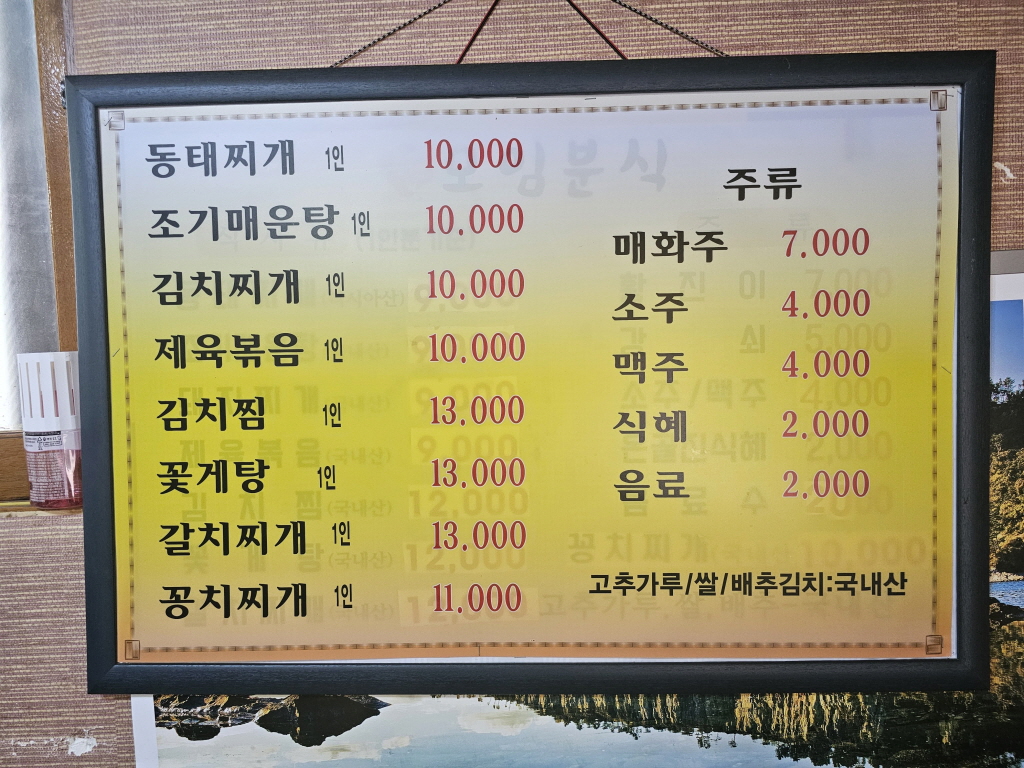 동태찌개 1인 10.000
조기매운탕 1인 10.000
김치찌개 1인 10.000
제육볶음 1인 10.000
김치찜 1인 13.000
꽃게탕 1인 13.000
갈치찌개 1인 13.000
꽁치찌개 1인 11.000
주류
매화주 7.000
소주 4.000
맥주 4.000
식혜 2.000
음료 2.000
고추가루/쌀/배추김치:국내산